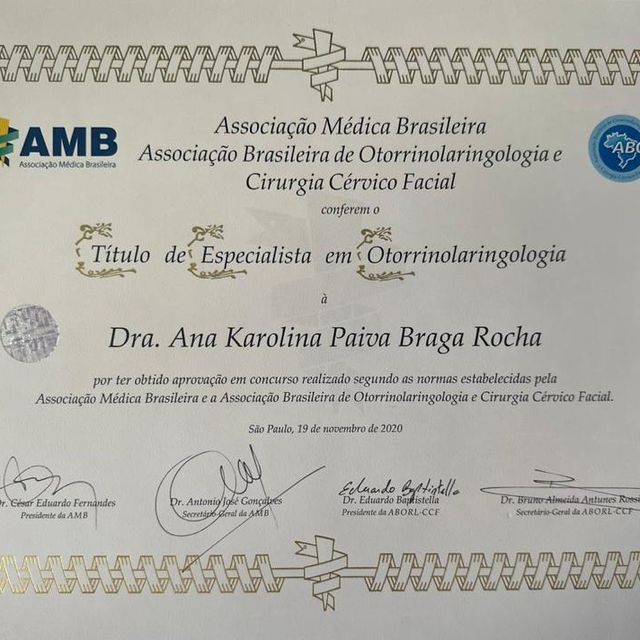 AMB
Associação Médica Brasileira
Associação Médica Brasileira
Associação Brasileira de Otorrinolaringologia e
Cirurgia Cérvico Facial
ABO
conferem o
Título de Especialista em Otorrinolaringologia
à
Dra. Ana Karolina Paiva Braga Rocha
por ter obtido aprovação em concurso realizado segundo as normas estabelecidas pela
Associação Médica Brasileira e a Associação Brasileira de Otorrinolaringologia e Cirurgia Cérvico Facial.
São Paulo, 19 de novembro de 2020
Eduardo Baptistella
Dr. César Eduardo Fernandes
Presidente da AMB
Dr. Antonio José Gonçalves
Secretário-Geral da AMB
Dr. Eduardo Baptistella
Presidente da ABORL-CCF
Dr. Bruno Almeida Antunes Rossi
Secretário-Geral da ABORL-CCF